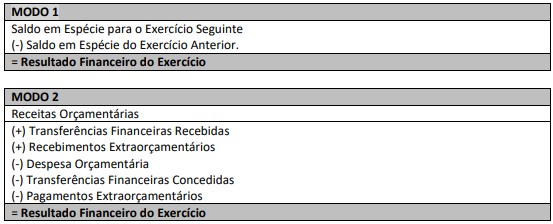 MODO 1
Saldo em Espécie para o Exercício Seguinte
(-) Saldo em Espécie do Exercício Anterior.
= Resultado Financeiro do Exercício
MODO 2
Receitas Orçamentárias
(+) Transferências Financeiras Recebidas
(+) Recebimentos Extraorçamentários
(-) Despesa Orçamentária
(-) Transferências Financeiras Concedidas
(-) Pagamentos Extraorçamentários
= Resultado Financeiro do Exercício